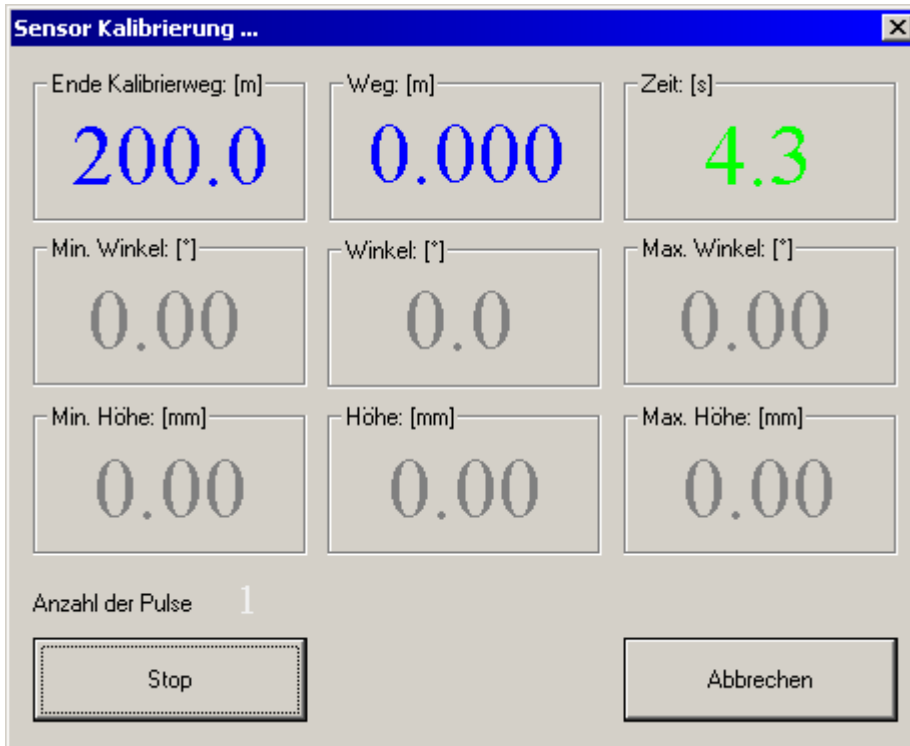 Sensor Kalibrierung ...
Ende Kalibrierweg: [m] Weg: [m] Zeit: [s]
200.0 0.000 4.3
Min. Winkel: [°] Winkel: [°] Max. Winkel: [°]
0.00 0.0 0.00
Min. Höhe: [mm] Höhe: [mm] Max. Höhe: [mm]
0.00 0.00 0.00
Anzahl der Pulse 1
Stop Abbrechen